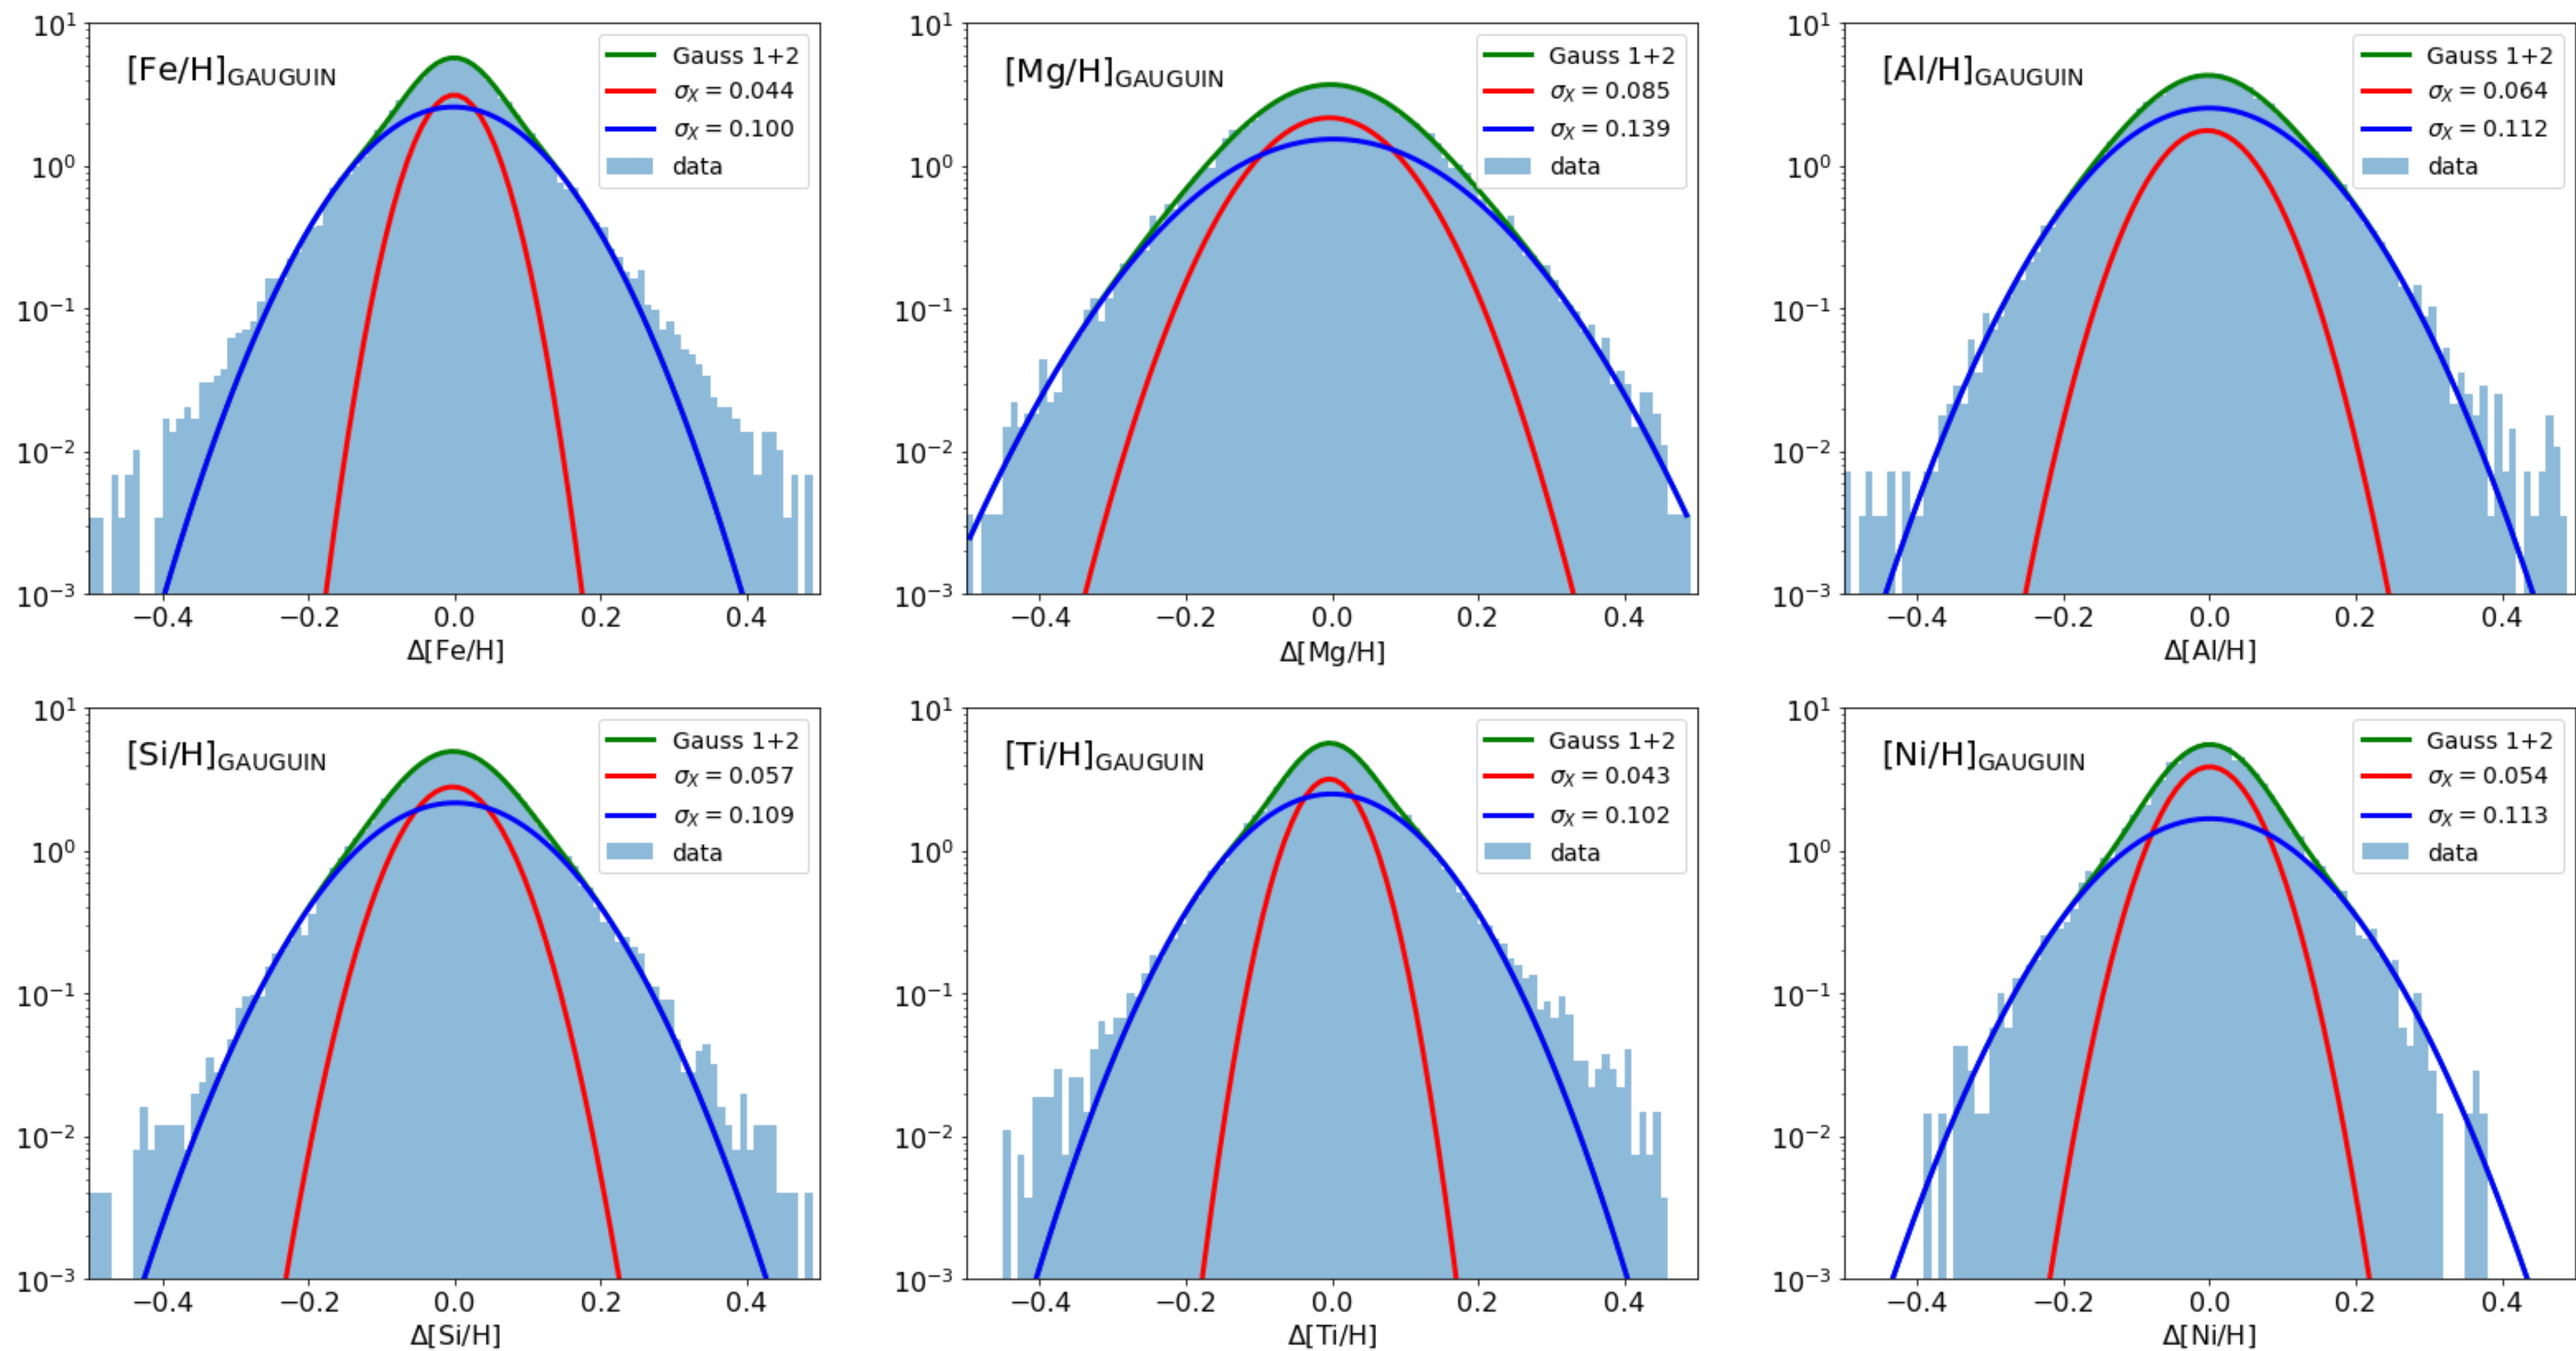 [Fe/H]GAUGUIN
Gauss 1+2
σX = 0.044
σX = 0.100
data
10¹
10⁰
10⁻¹
10⁻²
10⁻³
−0.4 −0.2 0.0 0.2 0.4
Δ[Fe/H]
[Mg/H]GAUGUIN
Gauss 1+2
σX = 0.085
σX = 0.139
data
10¹
10⁰
10⁻¹
10⁻²
10⁻³
−0.4 −0.2 0.0 0.2 0.4
Δ[Mg/H]
[Al/H]GAUGUIN
Gauss 1+2
σX = 0.064
σX = 0.112
data
10¹
10⁰
10⁻¹
10⁻²
10⁻³
−0.4 −0.2 0.0 0.2 0.4
Δ[Al/H]
[Si/H]GAUGUIN
Gauss 1+2
σX = 0.057
σX = 0.109
data
10¹
10⁰
10⁻¹
10⁻²
10⁻³
−0.4 −0.2 0.0 0.2 0.4
Δ[Si/H]
[Ti/H]GAUGUIN
Gauss 1+2
σX = 0.043
σX = 0.102
data
10¹
10⁰
10⁻¹
10⁻²
10⁻³
−0.4 −0.2 0.0 0.2 0.4
Δ[Ti/H]
[Ni/H]GAUGUIN
Gauss 1+2
σX = 0.054
σX = 0.113
data
10¹
10⁰
10⁻¹
10⁻²
10⁻³
−0.4 −0.2 0.0 0.2 0.4
Δ[Ni/H]